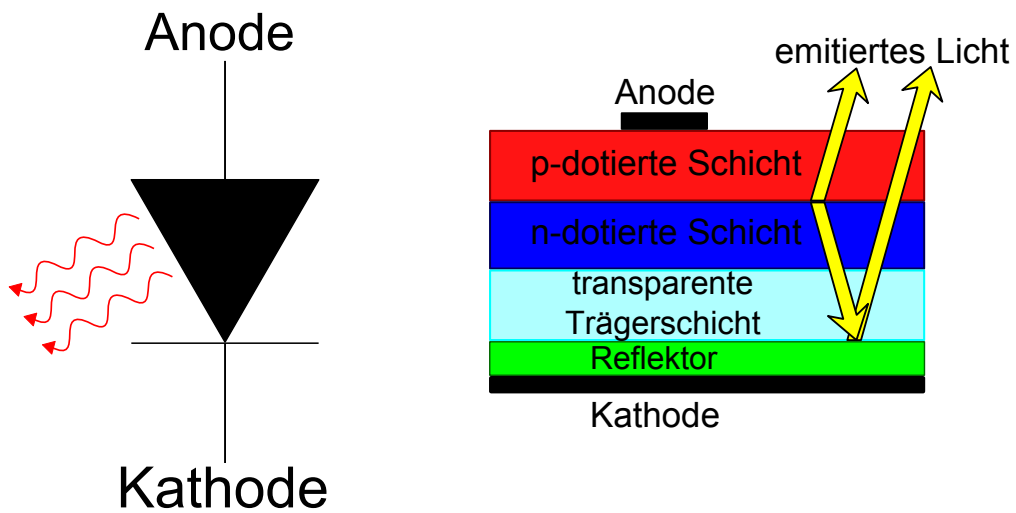 Anode
Kathode
emitiertes Licht
Anode
p-dotierte Schicht
n-dotierte Schicht
transparente
Trägerschicht
Reflektor
Kathode